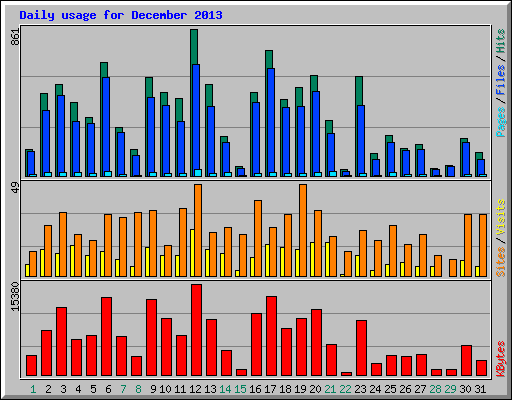 Daily usage for December 2013
861
Pages / Files / Hits
49
Sites / Visits
15380
KBytes
1 2 3 4 5 6 7 8 9 10 11 12 13 14 15 16 17 18 19 20 21 22 23 24 25 26 27 28 29 30 31